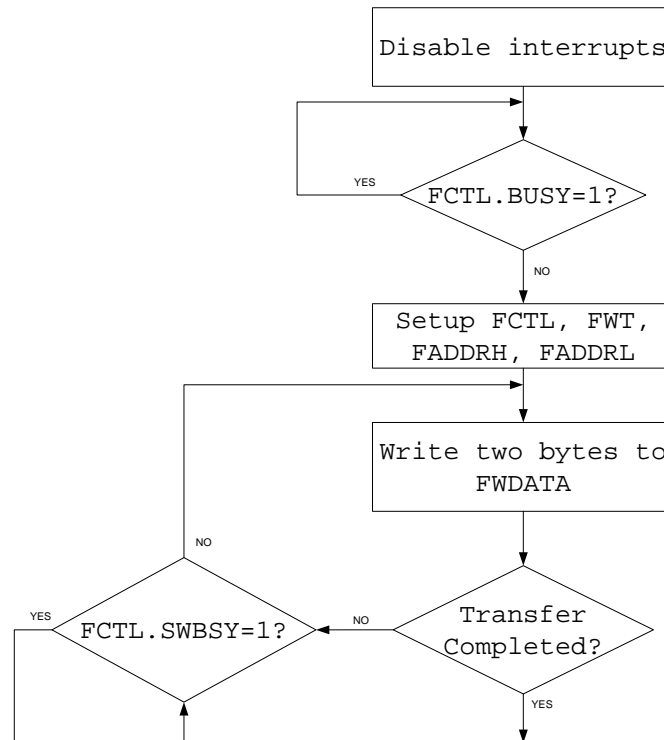 Disable interrupts
YES
FCTL.BUSY=1?
NO
Setup FCTL, FWT,
FADDRH, FADDRL
Write two bytes to
FWDATA
NO
YES
FCTL.SWBSY=1?
NO
Transfer
Completed?
YES